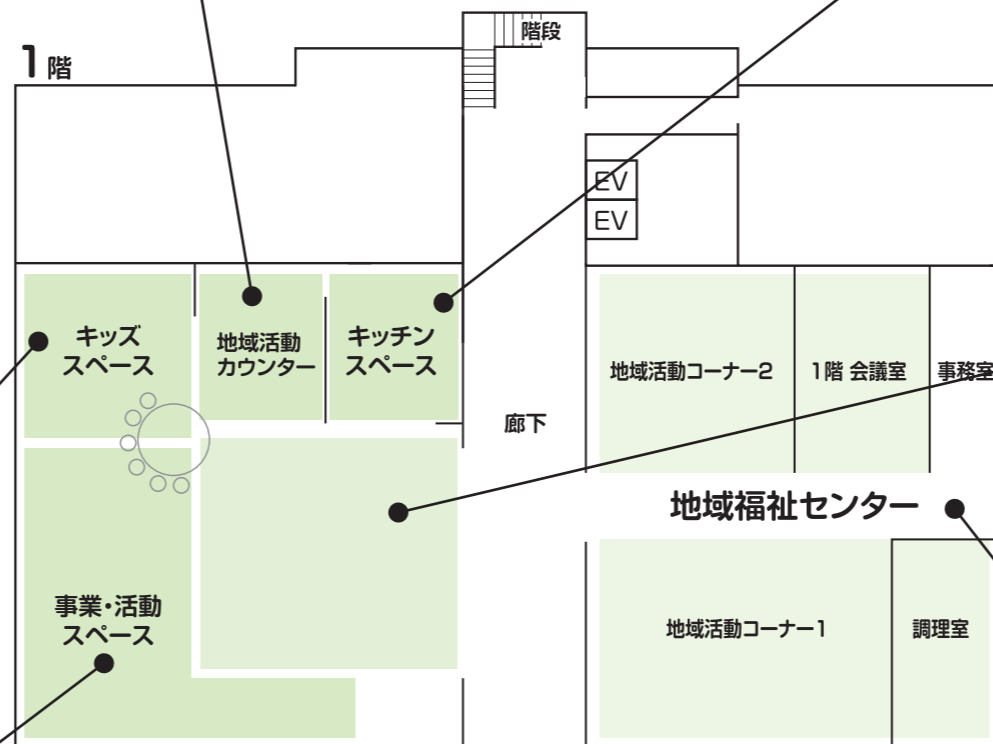 1階
階段
EV
EV
キッズ
スペース
地域活動
カウンター
キッチン
スペース
地域活動コーナー2
1階 会議室
事務室
廊下
地域福祉センター
事業・活動
スペース
地域活動コーナー1
調理室